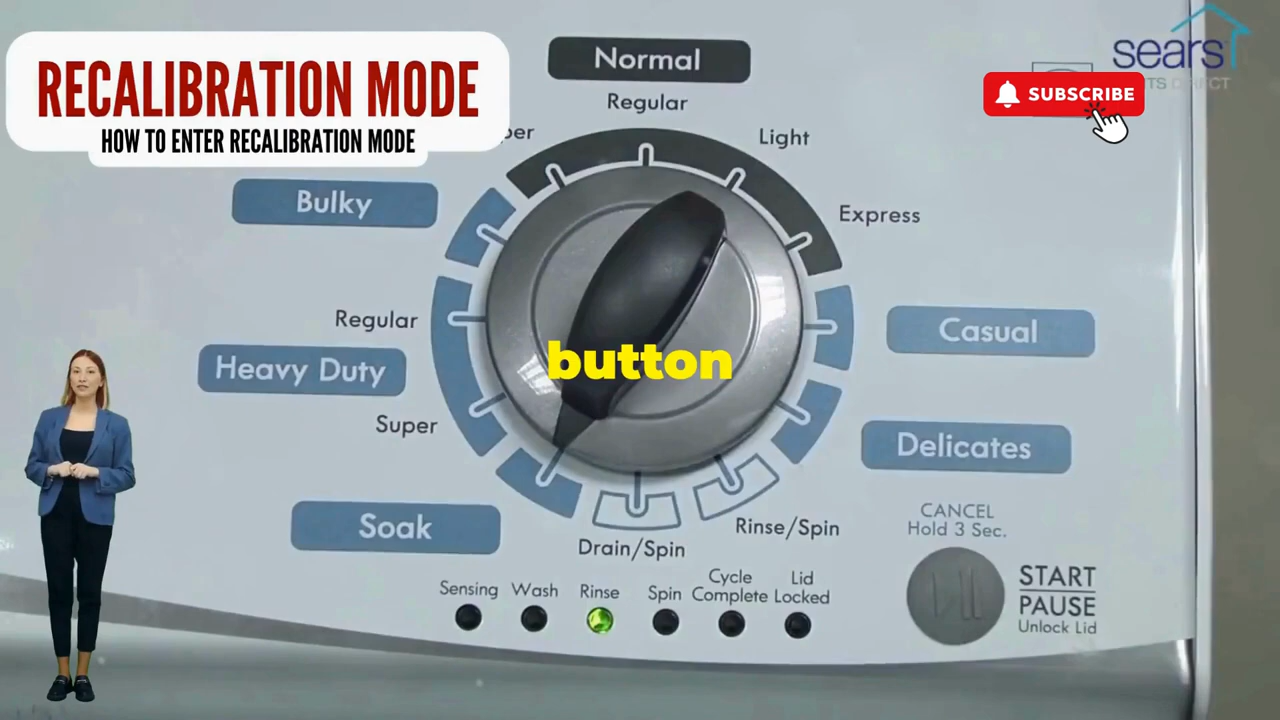 RECALIBRATION MODE
HOW TO ENTER RECALIBRATION MODE
sears
SUBSCRIBE
Normal
Regular
Light
Express
Bulky
Regular
Heavy Duty
Super
button
Casual
Delicates
Soak
Drain/Spin
Rinse/Spin
CANCEL
Hold 3 Sec.
START
PAUSE
Unlock Lid
Sensing
Wash
Rinse
Spin
Cycle
Complete
Lid
Locked